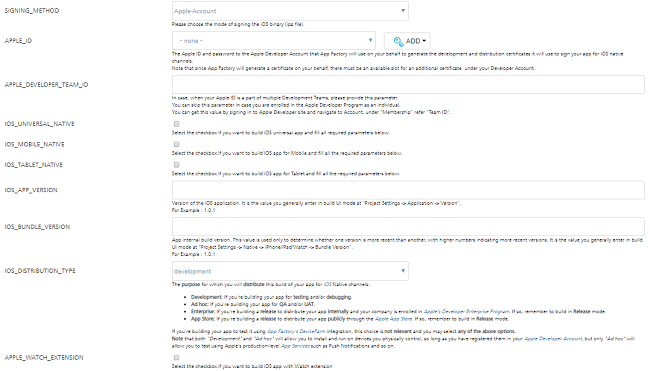 SIGNING_METHOD
Apple-Account
Please choose the mode of signing the iOS binary (ipa file).
APPLE_ID
- none -
ADD
The Apple ID and password to the Apple Developer Account that App Factory will use on your behalf to generate the development and distribution certificates it will use to sign your app for iOS native
channels.
Note that since App Factory will generate a certificate on your behalf, there must be an available slot for an additional certificate under your Developer Account.
APPLE_DEVELOPER_TEAM_ID
In case, when your Apple ID is a part of multiple Development Teams, please provide this parameter.
You can skip this parameter in case you are enrolled in the Apple Developer Program as an individual.
You can get this value by signing in to Apple Developer site and navigate to Account, under "Membership" refer "Team ID".
IOS_UNIVERSAL_NATIVE
Select the checkbox if you want to build iOS universal app and fill all required parameters below.
IOS_MOBILE_NATIVE
Select the checkbox if you want to build iOS app for Mobile and fill all the required parameters below.
IOS_TABLET_NATIVE
Select the checkbox if you want to build iOS app for Tablet and fill all the required parameters below.
IOS_APP_VERSION
Version of the iOS application. It is the value you generally enter in build UI mode at "Project Settings -> Application -> Version".
For Example : 1.0.1
IOS_BUNDLE_VERSION
App internal build version. This value is used only to determine whether one version is more recent than another, with higher numbers indicating more recent versions. It is the value you generally enter in build
UI mode at "Project Settings -> Native -> iPhone/iPad/Watch -> Bundle Version".
For Example : 1.0.1
IOS_DISTRIBUTION_TYPE
development
The purpose for which you will distribute this build of your app for iOS Native channels:
• Development: If you're building your app for testing and/or debugging.
• Ad hoc: If you're building your app for QA and/or UAT.
• Enterprise: If you're building a release to distribute your app internally and your company is enrolled in Apple's Developer Enterprise Program. If so, remember to build in Release mode.
• App Store: If you're building a release to distribute your app publicly through the Apple App Store. If so, remember to build in Release mode.
If you're building your app to test it using App Factory's DeviceFarm integration, this choice is not relevant and you may select any of the above options.
Note that both "Development" and "Ad hoc" will allow you to install and run on devices you physically control, so long as you have registered them in your Apple Developer Account, but only "Ad hoc" will
allow you to test using Apple's production-level App Services such as Push Notifications and so on.
APPLE_WATCH_EXTENSION
Select the checkbox if you want to build iOS app with Watch extension